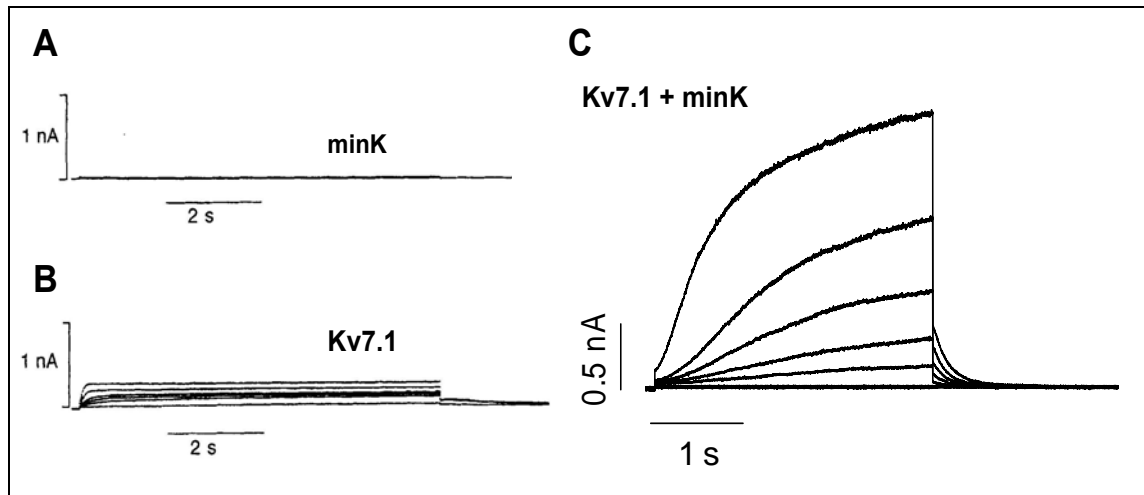 A
1 nA
minK
2 s
B
1 nA
Kv7.1
2 s
C
Kv7.1 + minK
0.5 nA
1 s